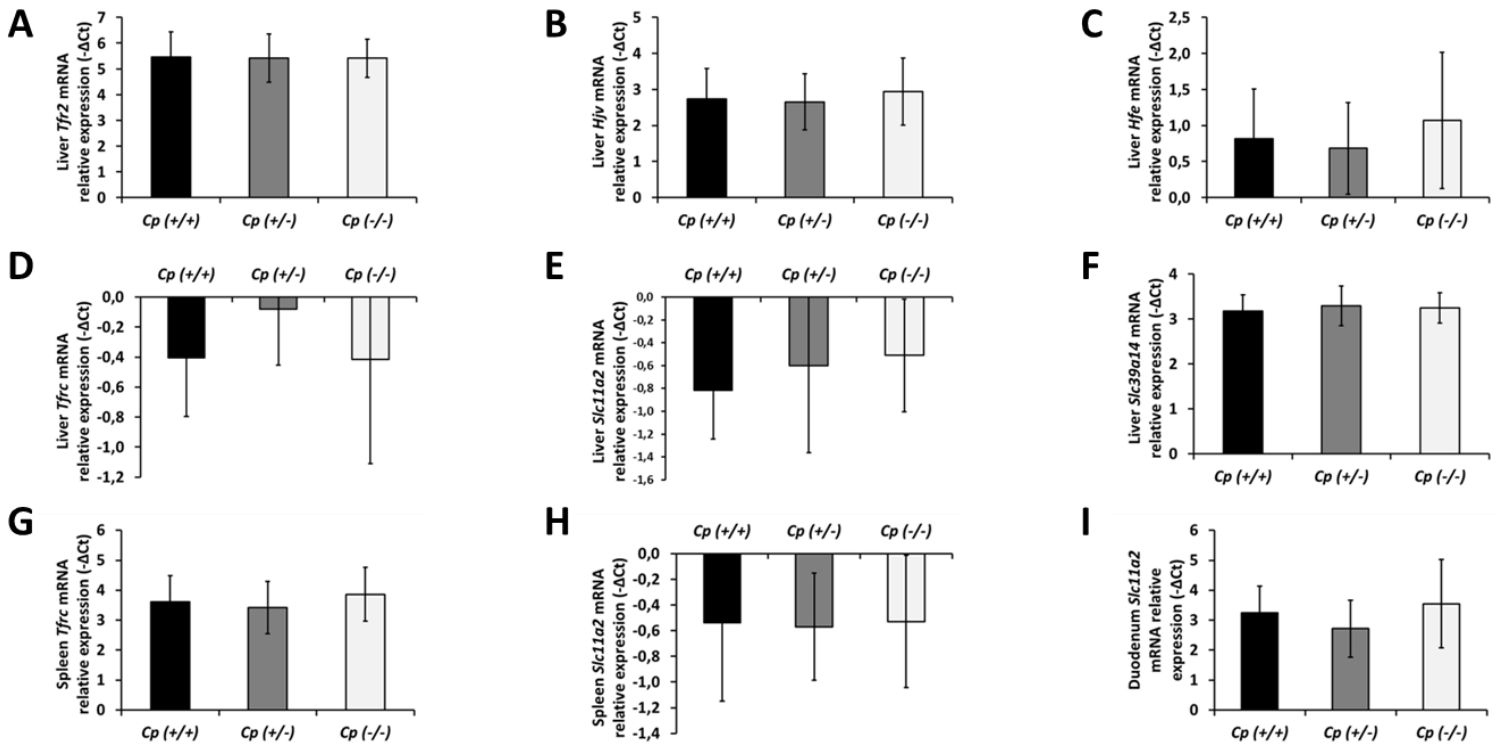 A
Liver Tfr2 mRNA
relative expression (-ΔCt)
7
6
5
4
3
2
1
0
Cp (+/+) Cp (+/-) Cp (-/-)
B
Liver Hjv mRNA
relative expression (-ΔCt)
5
4
3
2
1
0
Cp (+/+) Cp (+/-) Cp (-/-)
C
Liver Hfe mRNA
relative expression (-ΔCt)
2,5
2,0
1,5
1,0
0,5
0,0
Cp (+/+) Cp (+/-) Cp (-/-)
D
Liver Tfrc mRNA
relative expression (-ΔCt)
Cp (+/+) Cp (+/-) Cp (-/-)
0,0
-0,2
-0,4
-0,6
-0,8
-1,0
-1,2
E
Liver Slc11a2 mRNA
relative expression (-ΔCt)
Cp (+/+) Cp (+/-) Cp (-/-)
0,0
-0,2
-0,4
-0,6
-0,8
-1,0
-1,2
-1,4
-1,6
F
Liver Slc39a14 mRNA
relative expression (-ΔCt)
4
3
2
1
0
Cp (+/+) Cp (+/-) Cp (-/-)
G
Spleen Tfrc mRNA
relative expression (-ΔCt)
6
5
4
3
2
1
0
Cp (+/+) Cp (+/-) Cp (-/-)
H
Spleen Slc11a2 mRNA
relative expression (-ΔCt)
Cp (+/+) Cp (+/-) Cp (-/-)
0,0
-0,2
-0,4
-0,6
-0,8
-1,0
-1,2
-1,4
I
Duodenum Slc11a2
mRNA relative
expression (-ΔCt)
6
5
4
3
2
1
0
Cp (+/+) Cp (+/-) Cp (-/-)